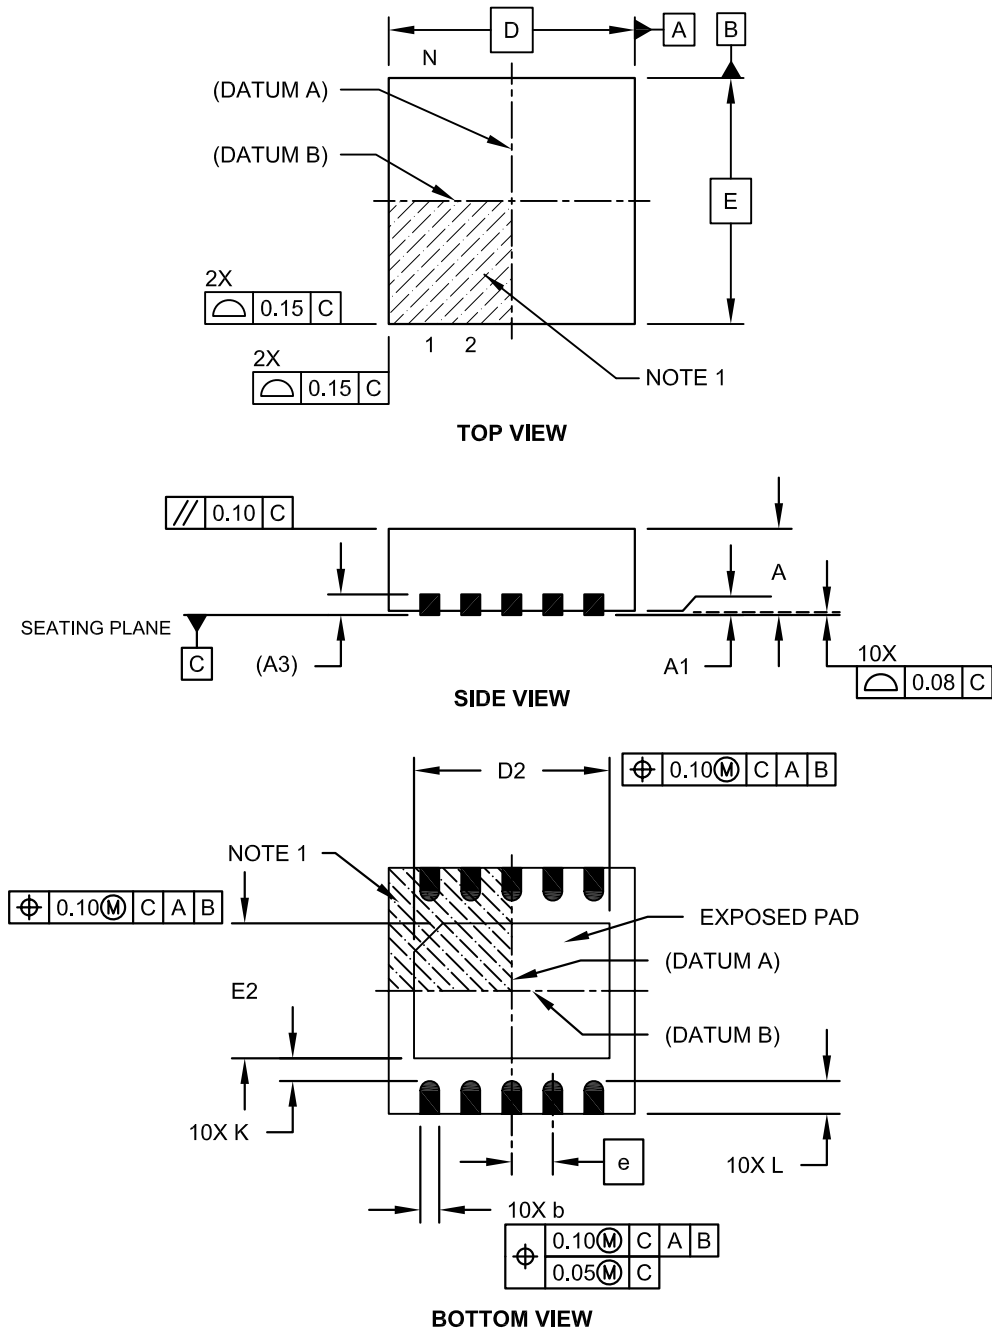 D
A
B
N
(DATUM A)
(DATUM B)
E
2X
0.15 C
1 2
2X
0.15 C
NOTE 1
TOP VIEW
// 0.10 C
A
SEATING PLANE
C
(A3)
A1
10X
0.08 C
SIDE VIEW
D2
0.10 Ⓜ C A B
NOTE 1
0.10 Ⓜ C A B
EXPOSED PAD
(DATUM A)
E2
(DATUM B)
10X K
e
10X L
10X b
0.10 Ⓜ C A B
0.05 Ⓜ C
BOTTOM VIEW